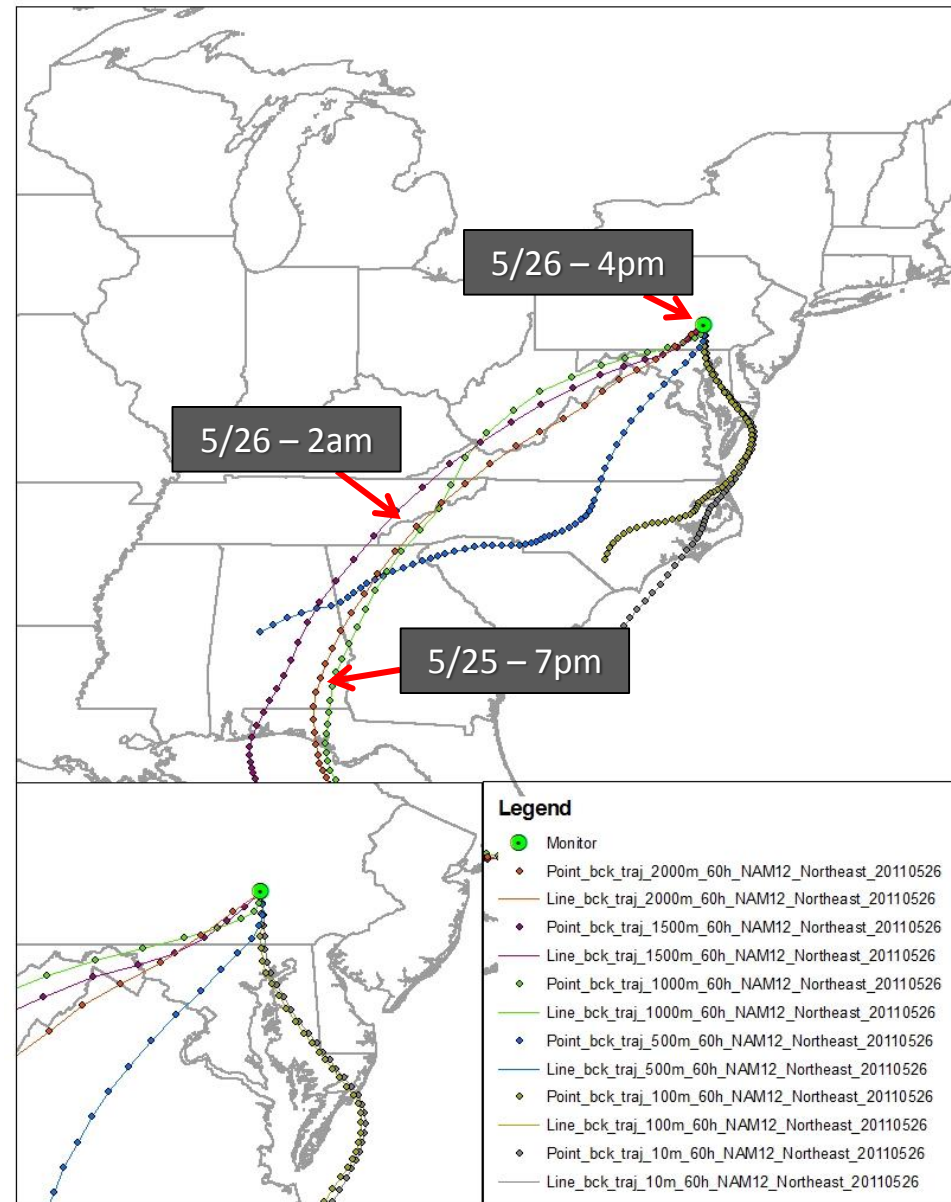 5/26 – 4pm
5/26 – 2am
5/25 – 7pm
Legend
Monitor
Point_bck_traj_2000m_60h_NAM12_Northeast_20110526
Line_bck_traj_2000m_60h_NAM12_Northeast_20110526
Point_bck_traj_1500m_60h_NAM12_Northeast_20110526
Line_bck_traj_1500m_60h_NAM12_Northeast_20110526
Point_bck_traj_1000m_60h_NAM12_Northeast_20110526
Line_bck_traj_1000m_60h_NAM12_Northeast_20110526
Point_bck_traj_500m_60h_NAM12_Northeast_20110526
Line_bck_traj_500m_60h_NAM12_Northeast_20110526
Point_bck_traj_100m_60h_NAM12_Northeast_20110526
Line_bck_traj_100m_60h_NAM12_Northeast_20110526
Point_bck_traj_10m_60h_NAM12_Northeast_20110526
Line_bck_traj_10m_60h_NAM12_Northeast_20110526